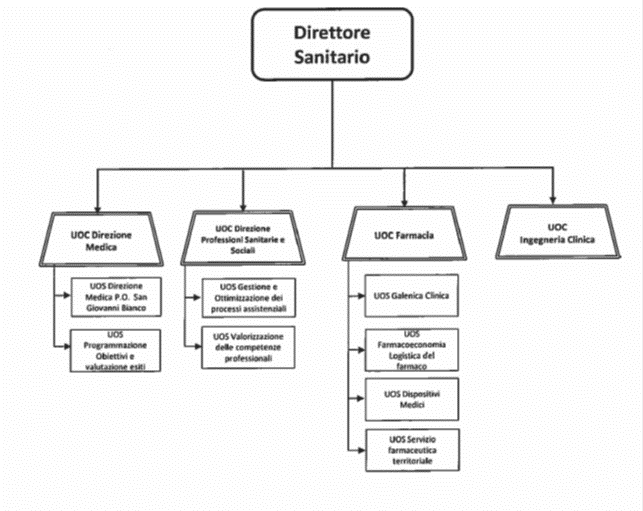 Direttore
Sanitario
UOC Direzione
Medica
UOC Direzione
Professioni Sanitarie e
Sociali
UOC Farmacia
UOC
Ingegneria Clinica
UOS Direzione
Medica P.O. San
Giovanni Bianco
UOS
Programmazione
Obiettivi e
valutazione esiti
UOS Gestione e
Ottimizzazione dei
processi assistenziali
UOS Valorizzazione
delle competenze
professionali
UOS Galenica Clinica
UOS
Farmacoeconomia
Logistica del
farmaco
UOS Dispositivi
Medici
UOS Servizio
farmaceutica
territoriale